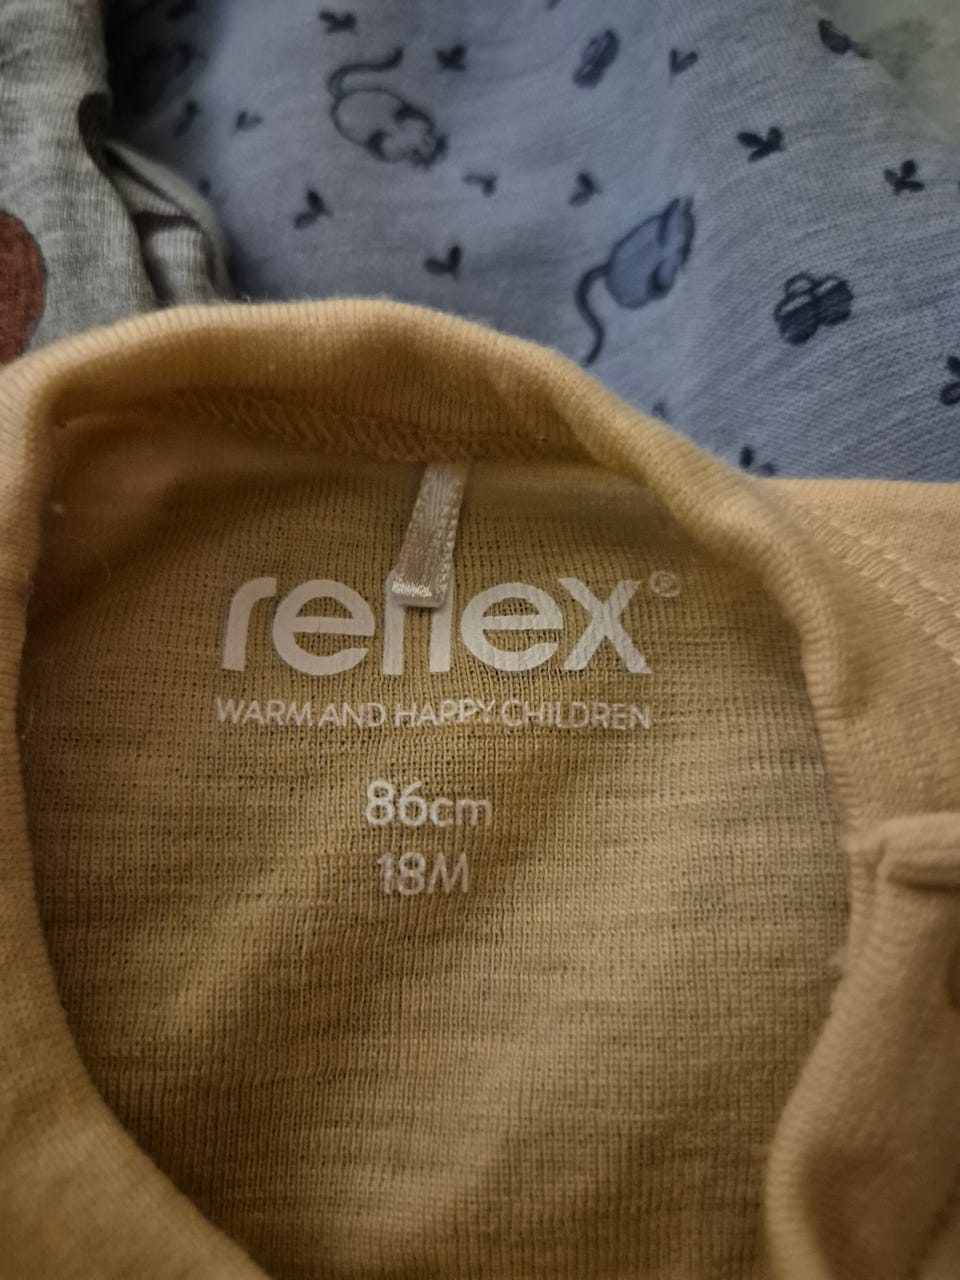 reflex®
WARM AND HAPPY CHILDREN
86cm
18M